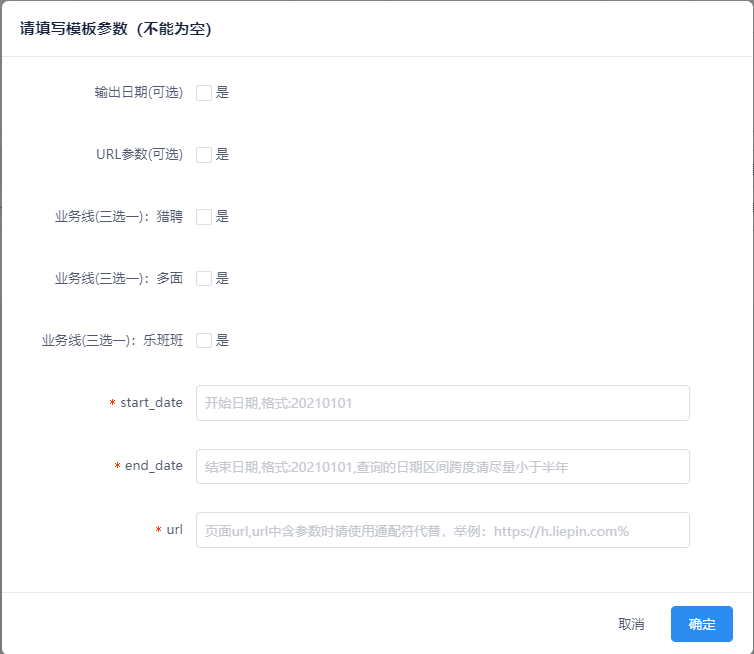 请填写模板参数（不能为空）
输出日期(可选) 是
URL参数(可选) 是
业务线(三选一)：猎聘 是
业务线(三选一)：多面 是
业务线(三选一)：乐班班 是
* start_date 开始日期,格式:20210101
* end_date 结束日期,格式:20210101,查询的日期区间跨度请尽量小于半年
* url 页面url,url中含参数时请使用通配符代替，举例：https://h.liepin.com%
取消 确定